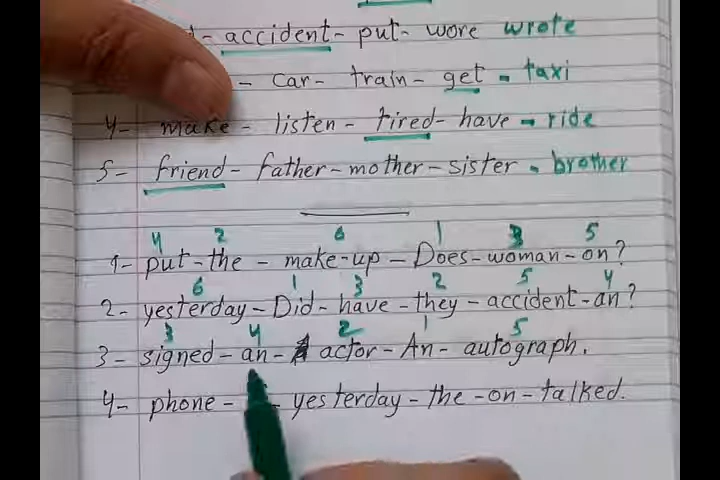 - accident - put - wore wrote
- car - train - get - taxi
4- make - listen - tired - have - ride
5- friend - father - mother - sister - brother
4 2 6 1 3 5
1- put - the - make-up - Does - woman - on?
6 1 3 2 5 4
2- yesterday - Did - have - they - accident - an?
3 4 2 1 5
3- signed - an - actor - An - autograph.
4- phone - - yesterday - the - on - talked.